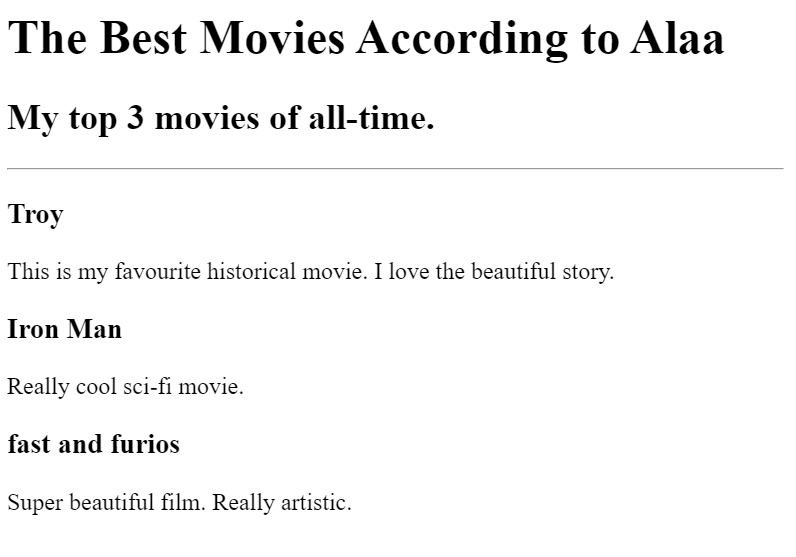 The Best Movies According to Alaa
My top 3 movies of all-time.
Troy
This is my favourite historical movie. I love the beautiful story.
Iron Man
Really cool sci-fi movie.
fast and furios
Super beautiful film. Really artistic.